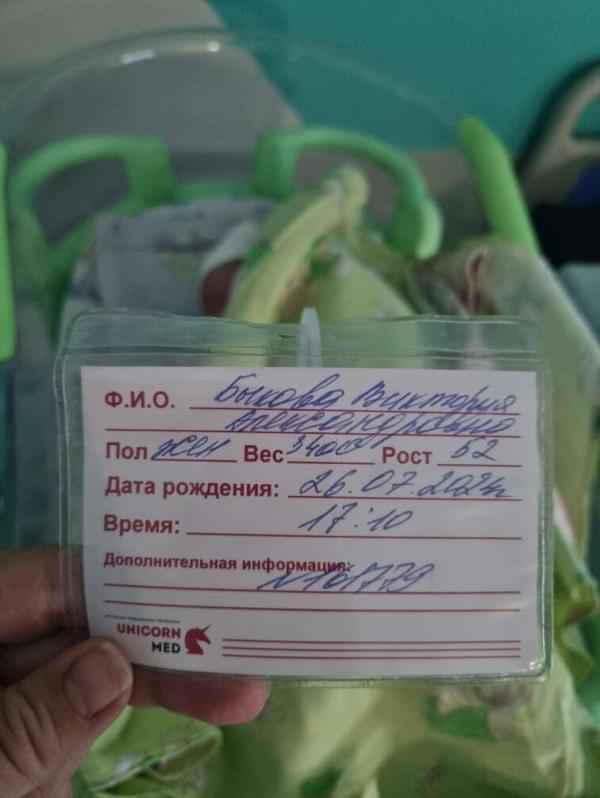 Ф.И.О. Быкова Виктория
Александровна
Пол жен Вес 3400 Рост 52
Дата рождения: 26.07.2024г
Время: 17:10
Дополнительная информация:
N101779
UNICORN
MED